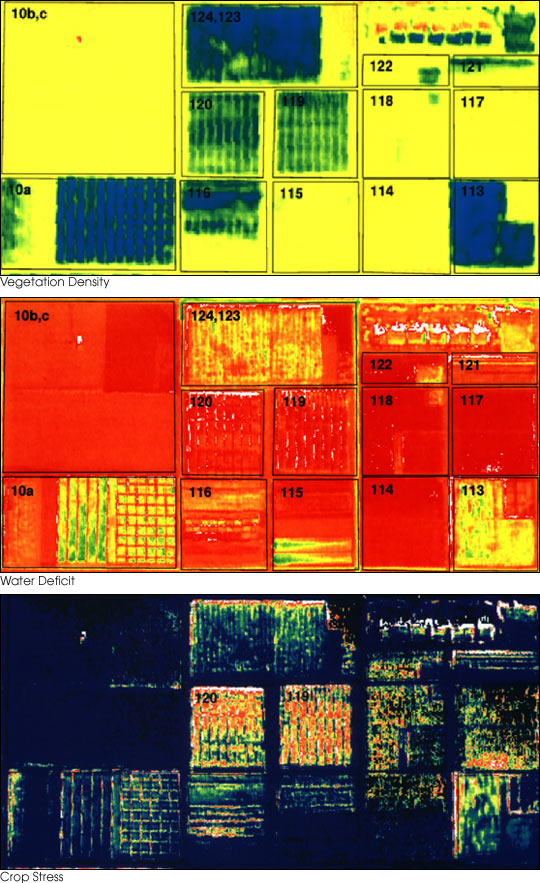 10b,c 124,123
122 121
120 119 118 117
10a 116 115 114 113
Vegetation Density
10b,c 124,123
122 121
120 119 118 117
10a 116 115 114 113
Water Deficit
120 119
Crop Stress